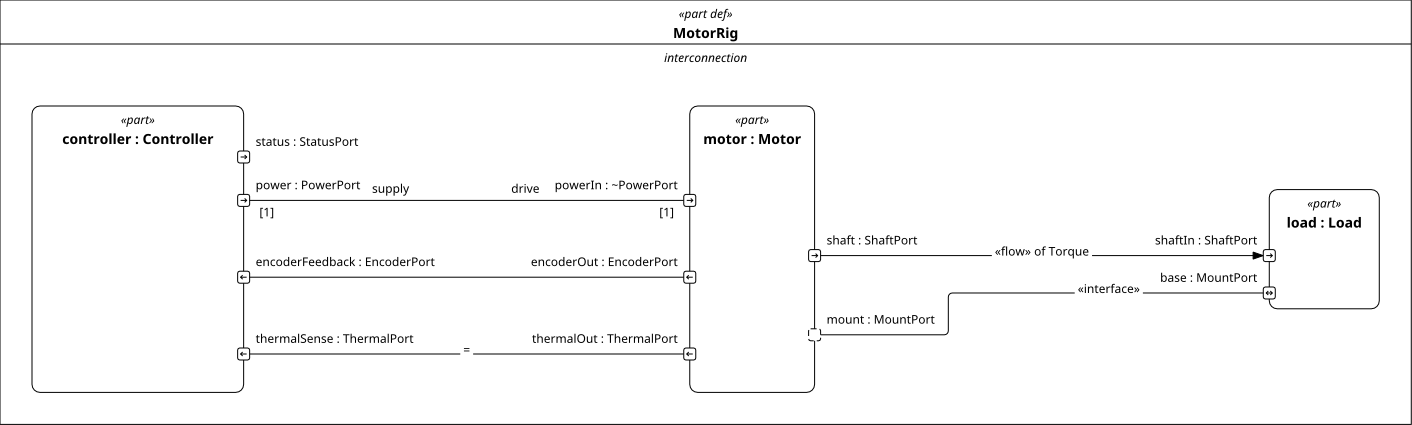 «part def»
MotorRig
interconnection
«part»
controller : Controller
status : StatusPort
power : PowerPort
supply
drive
powerIn : ~PowerPort
[1]
[1]
encoderFeedback : EncoderPort
encoderOut : EncoderPort
thermalSense : ThermalPort
=
thermalOut : ThermalPort
«part»
motor : Motor
shaft : ShaftPort
«flow» of Torque
shaftIn : ShaftPort
mount : MountPort
«interface»
base : MountPort
«part»
load : Load